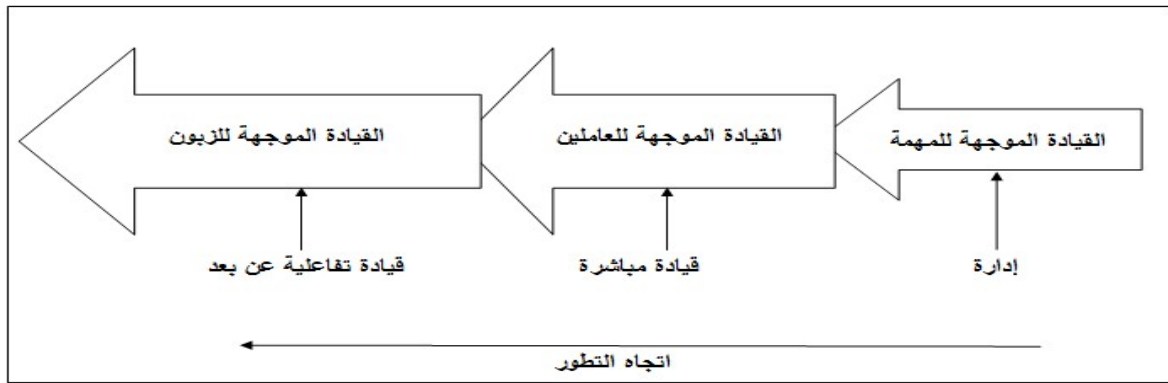 القيادة الموجهة للمهمة
القيادة الموجهة للعاملين
القيادة الموجهة للزبون
إدارة
قيادة مباشرة
قيادة تفاعلية عن بعد
اتجاه التطور